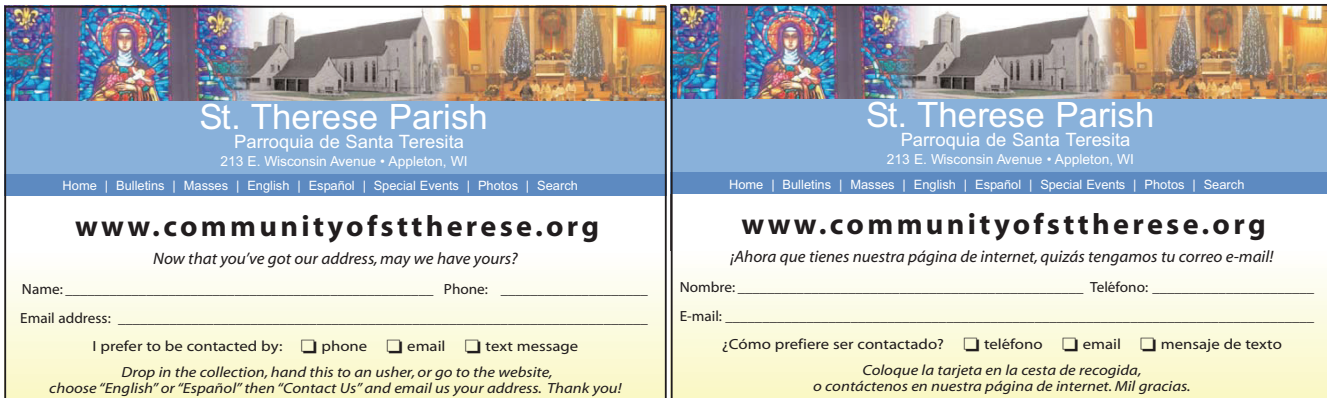 St. Therese Parish
Parroquia de Santa Teresita
213 E. Wisconsin Avenue • Appleton, WI
Home | Bulletins | Masses | English | Español | Special Events | Photos | Search
www.communityofsttherese.org
Now that you've got our address, may we have yours?
Name: Phone:
Email address:
I prefer to be contacted by: ❏ phone ❏ email ❏ text message
Drop in the collection, hand this to an usher, or go to the website,
choose "English" or "Español" then "Contact Us" and email us your address. Thank you!
St. Therese Parish
Parroquia de Santa Teresita
213 E. Wisconsin Avenue • Appleton, WI
Home | Bulletins | Masses | English | Español | Special Events | Photos | Search
www.communityofsttherese.org
¡Ahora que tienes nuestra página de internet, quizás tengamos tu correo e-mail!
Nombre: Teléfono:
E-mail:
¿Cómo prefiere ser contactado? ❏ teléfono ❏ email ❏ mensaje de texto
Coloque la tarjeta en la cesta de recogida,
o contáctenos en nuestra página de internet. Mil gracias.